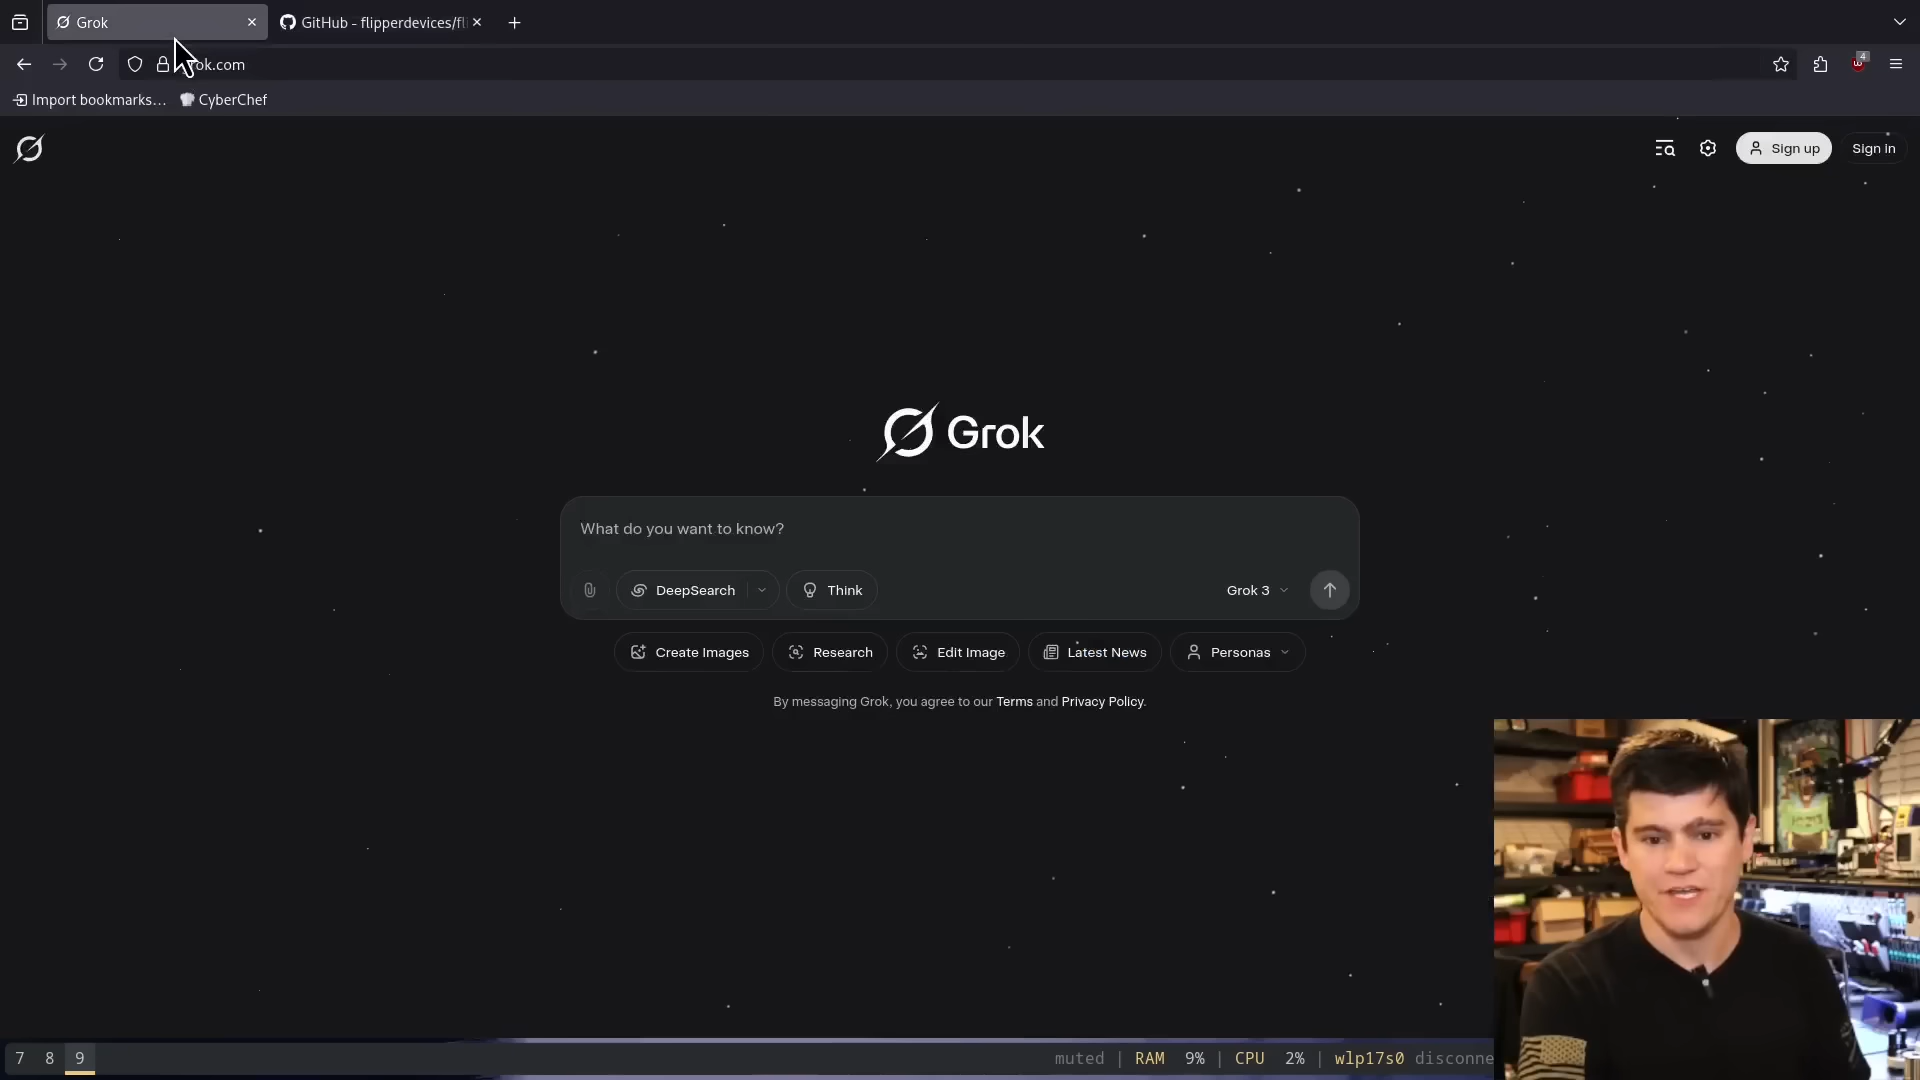 Grok
GitHub - flipperdevices/fl
ok.com
Import bookmarks...
CyberChef
Sign up
Sign in
Grok
What do you want to know?
DeepSearch
Think
Grok 3
Create Images
Research
Edit Image
Latest News
Personas
By messaging Grok, you agree to our Terms and Privacy Policy.
7 8 9
muted | RAM 9% | CPU 2% | wlp17s0 disconne
4